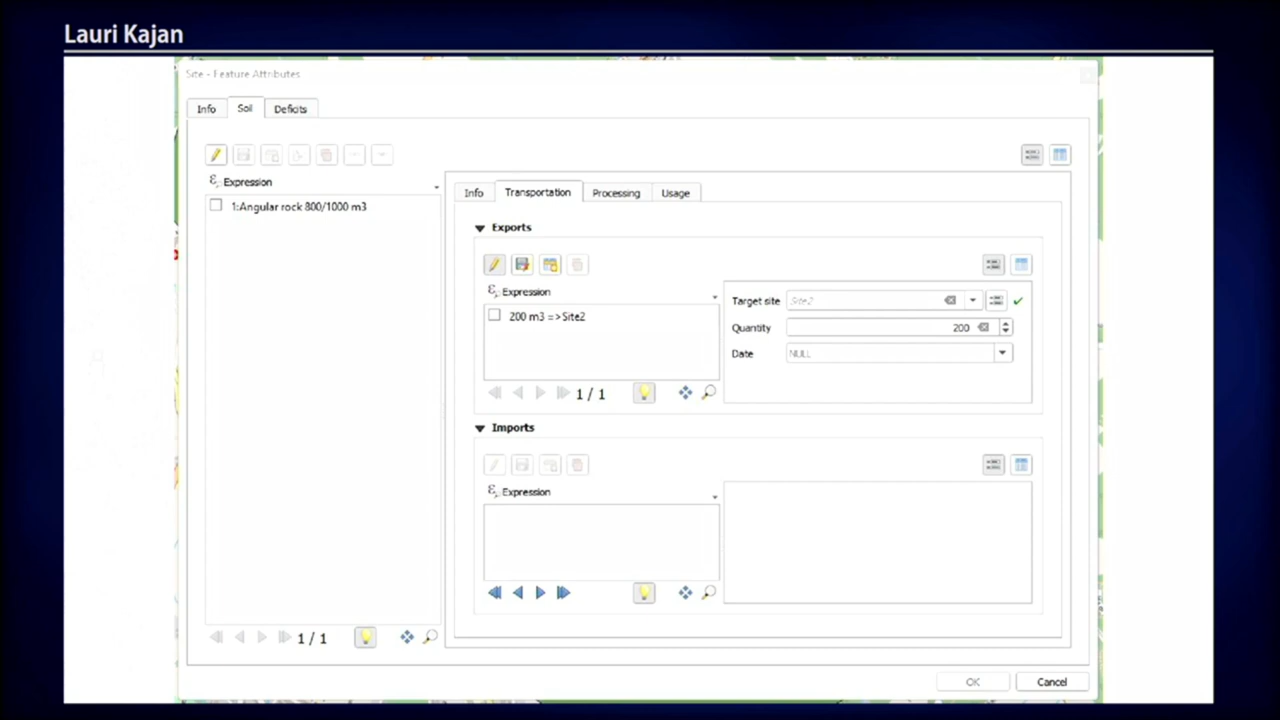 Lauri Kajan
Site - Feature Attributes
Info Soil Deficits
Expression
1:Angular rock 800/1000 m3
Info Transportation Processing Usage
Exports
Expression
200 m3 =>Site2
1 / 1
Target site Site2
Quantity 200
Date NULL
Imports
Expression
1 / 1
OK Cancel